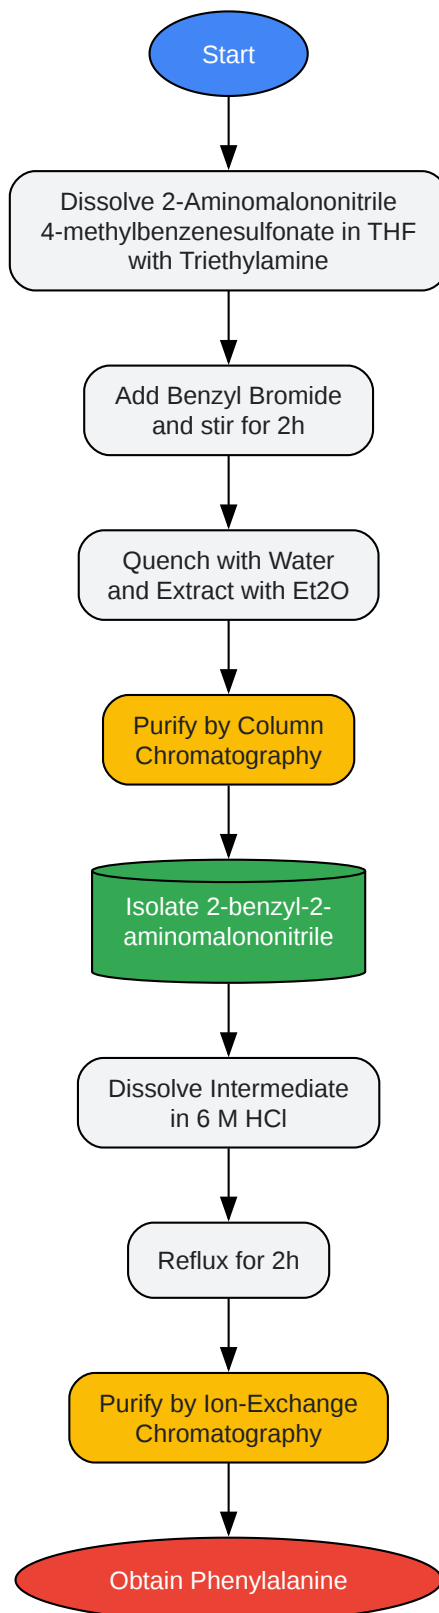 Start
Dissolve 2-Aminomalononitrile
4-methylbenzenesulfonate in THF
with Triethylamine
Add Benzyl Bromide
and stir for 2h
Quench with Water
and Extract with Et2O
Purify by Column
Chromatography
Isolate 2-benzyl-2-
aminomalononitrile
Dissolve Intermediate
in 6 M HCl
Reflux for 2h
Purify by Ion-Exchange
Chromatography
Obtain Phenylalanine